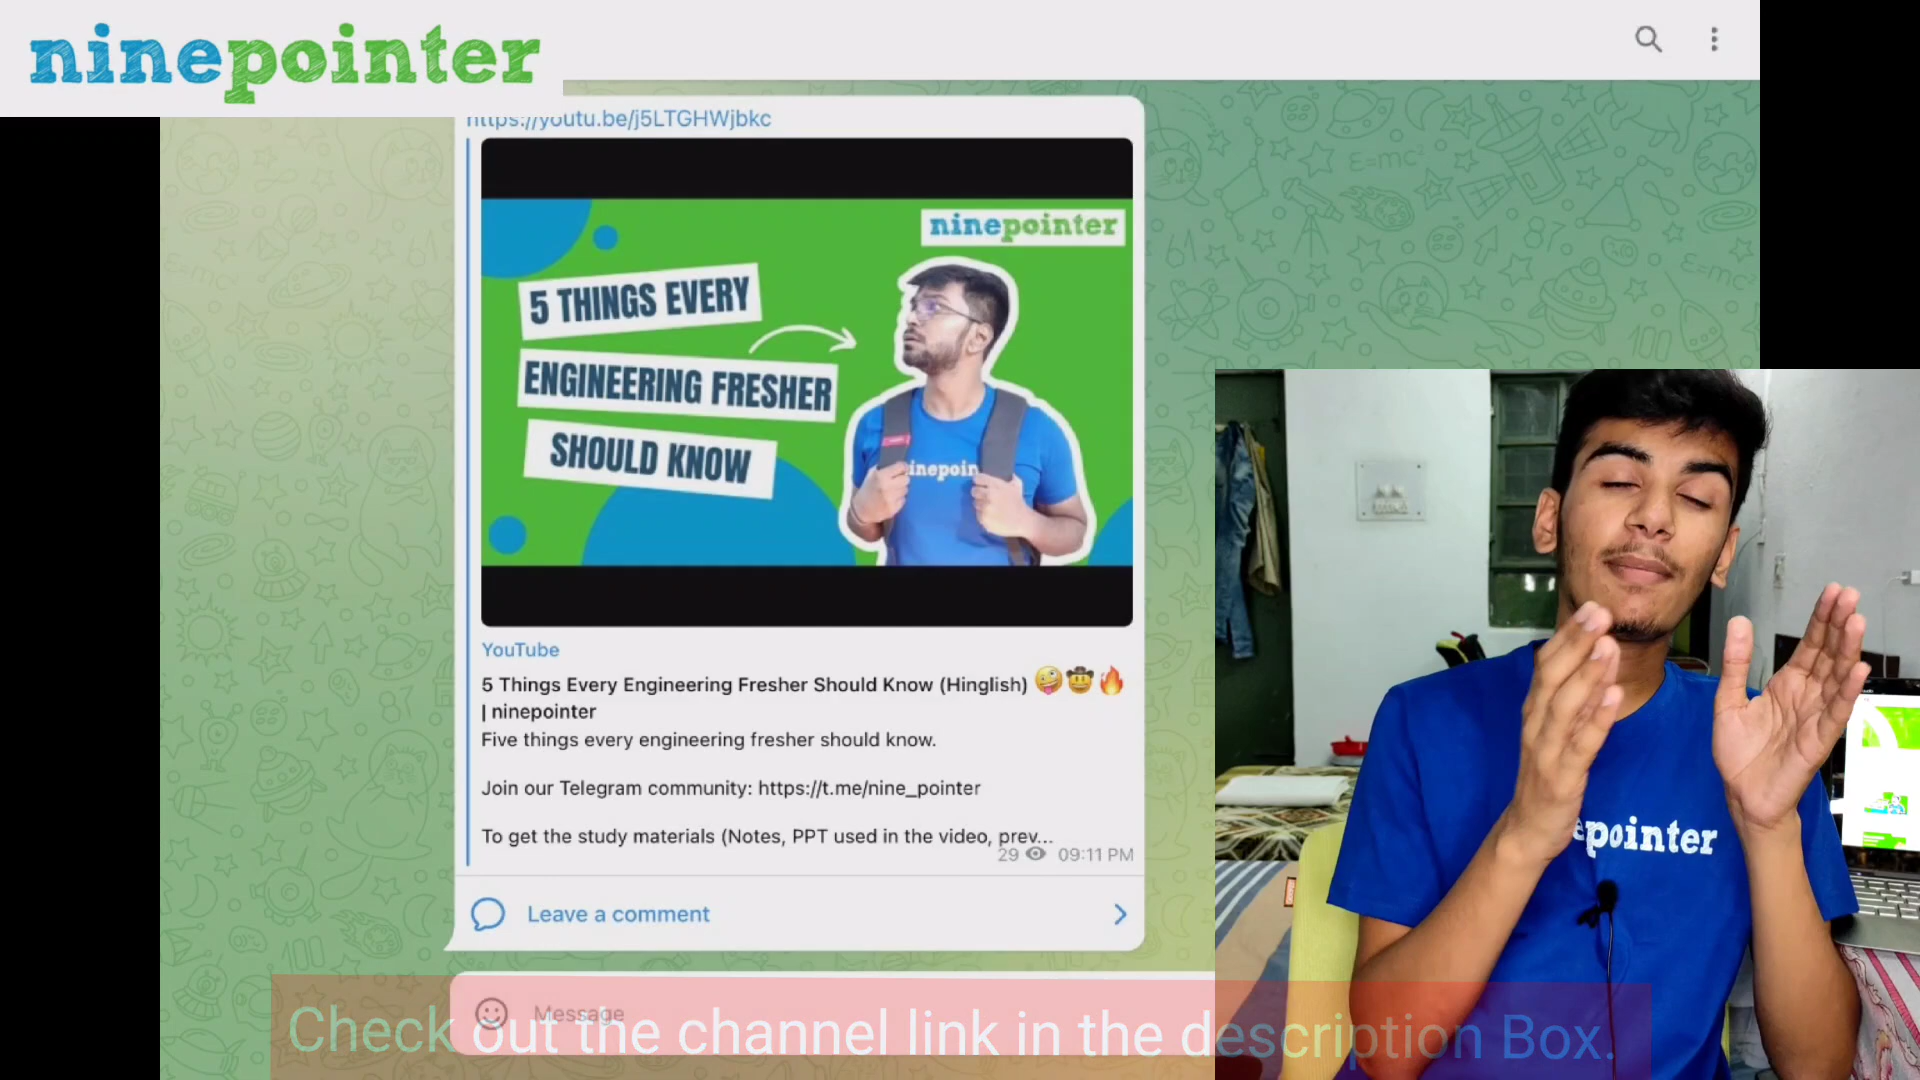 ninepointer
https://youtu.be/j5LTGHWjbkc
ninepointer
5 THINGS EVERY
ENGINEERING FRESHER
SHOULD KNOW
inepoin
E=mc²
YouTube
5 Things Every Engineering Fresher Should Know (Hinglish) 🤪🤠🔥
| ninepointer
Five things every engineering fresher should know.
Join our Telegram community: https://t.me/nine_pointer
To get the study materials (Notes, PPT used in the video, prev...
29 09:11 PM
Leave a comment
Message
epointer
Check out the channel link in the description Box.